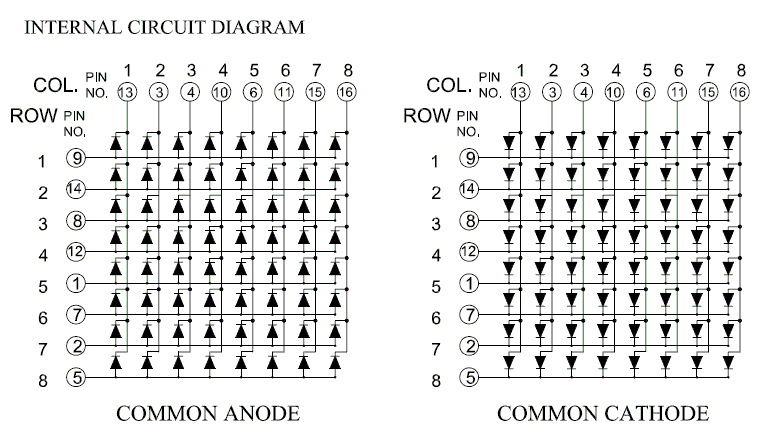 INTERNAL CIRCUIT DIAGRAM
1 2 3 4 5 6 7 8
COL. PIN NO. 13 3 4 10 6 11 15 16
ROW PIN NO.
1 9
2 14
3 8
4 12
5 1
6 7
7 2
8 5
COMMON ANODE
1 2 3 4 5 6 7 8
COL. PIN NO. 13 3 4 10 6 11 15 16
ROW PIN NO.
1 9
2 14
3 8
4 12
5 1
6 7
7 2
8 5
COMMON CATHODE